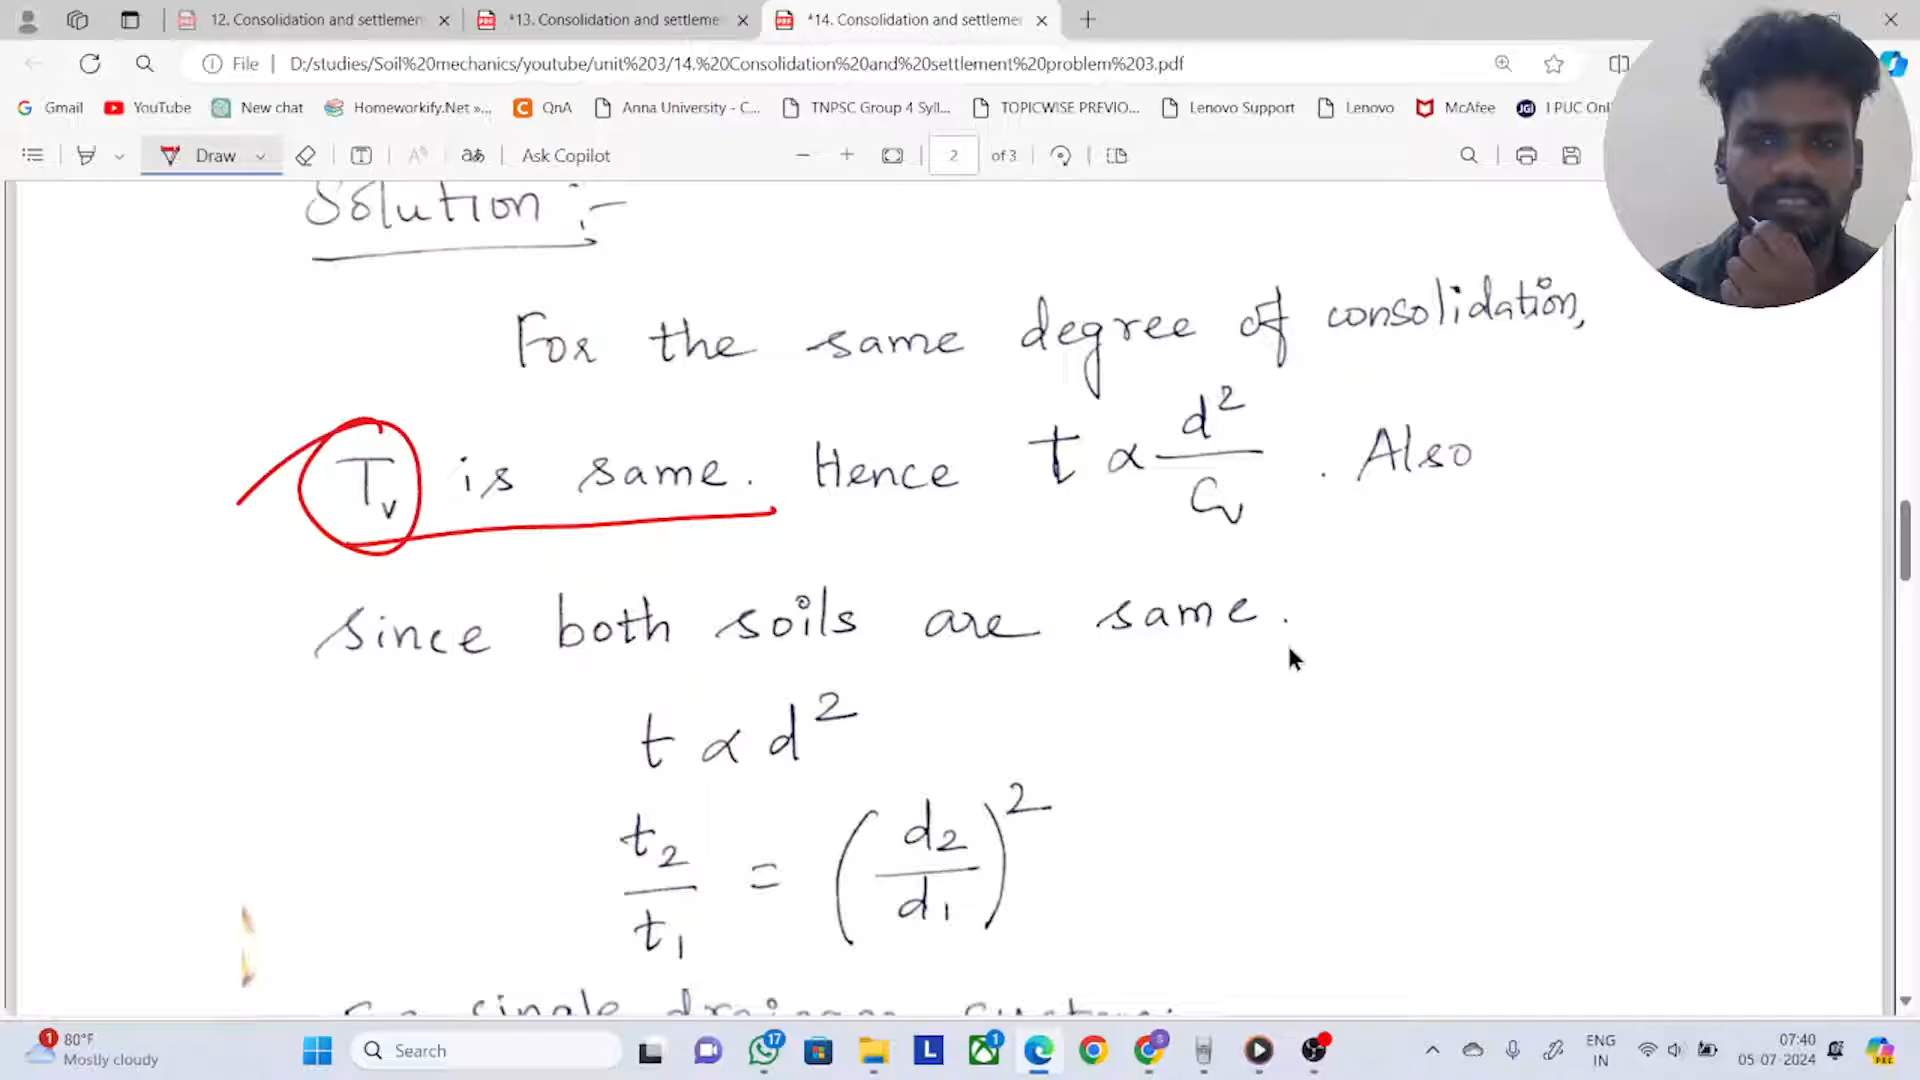 12. Consolidation and settlemen
*13. Consolidation and settleme
*14. Consolidation and settleme
File
D:/studies/Soil%20mechanics/youtube/unit%203/14.%20Consolidation%20and%20settlement%20problem%203.pdf
Gmail
YouTube
New chat
Homeworkify.Net »...
QnA
Anna University - C...
TNPSC Group 4 Syll...
TOPICWISE PREVIO...
Lenovo Support
Lenovo
McAfee
I PUC Onl
Draw
Ask Copilot
2 of 3
Solution :-
For the same degree of consolidation,
Tv is same. Hence t α d²/Cv. Also
since both soils are same.
t α d²
t2/t1 = (d2/d1)²
80°F
Mostly cloudy
Search
17
1
ENG
IN
07:40
05-07-2024